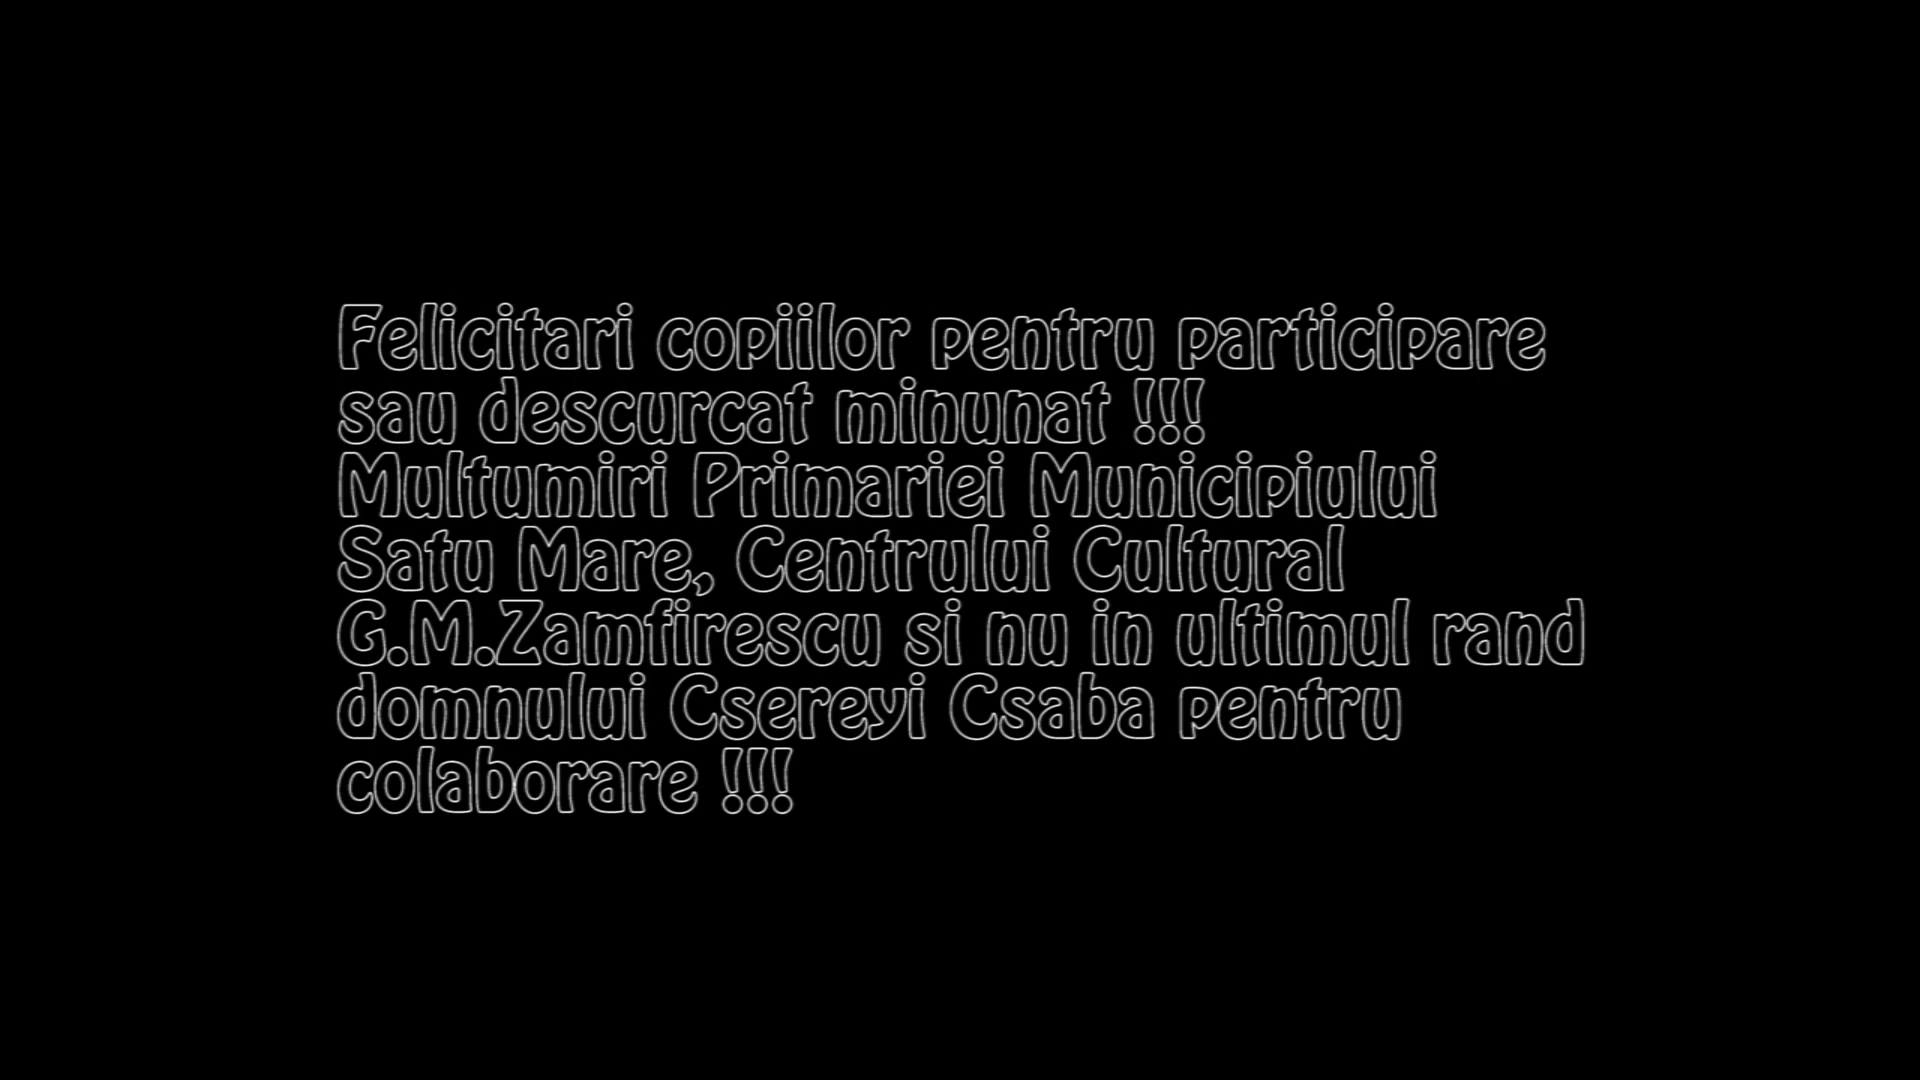 Felicitari copiilor pentru participare
sau descurcat minunat !!!
Multumiri Primariei Municipiului
Satu Mare, Centrului Cultural
G.M.Zamfirescu si nu in ultimul rand
domnului Csereyi Csaba pentru
colaborare !!!